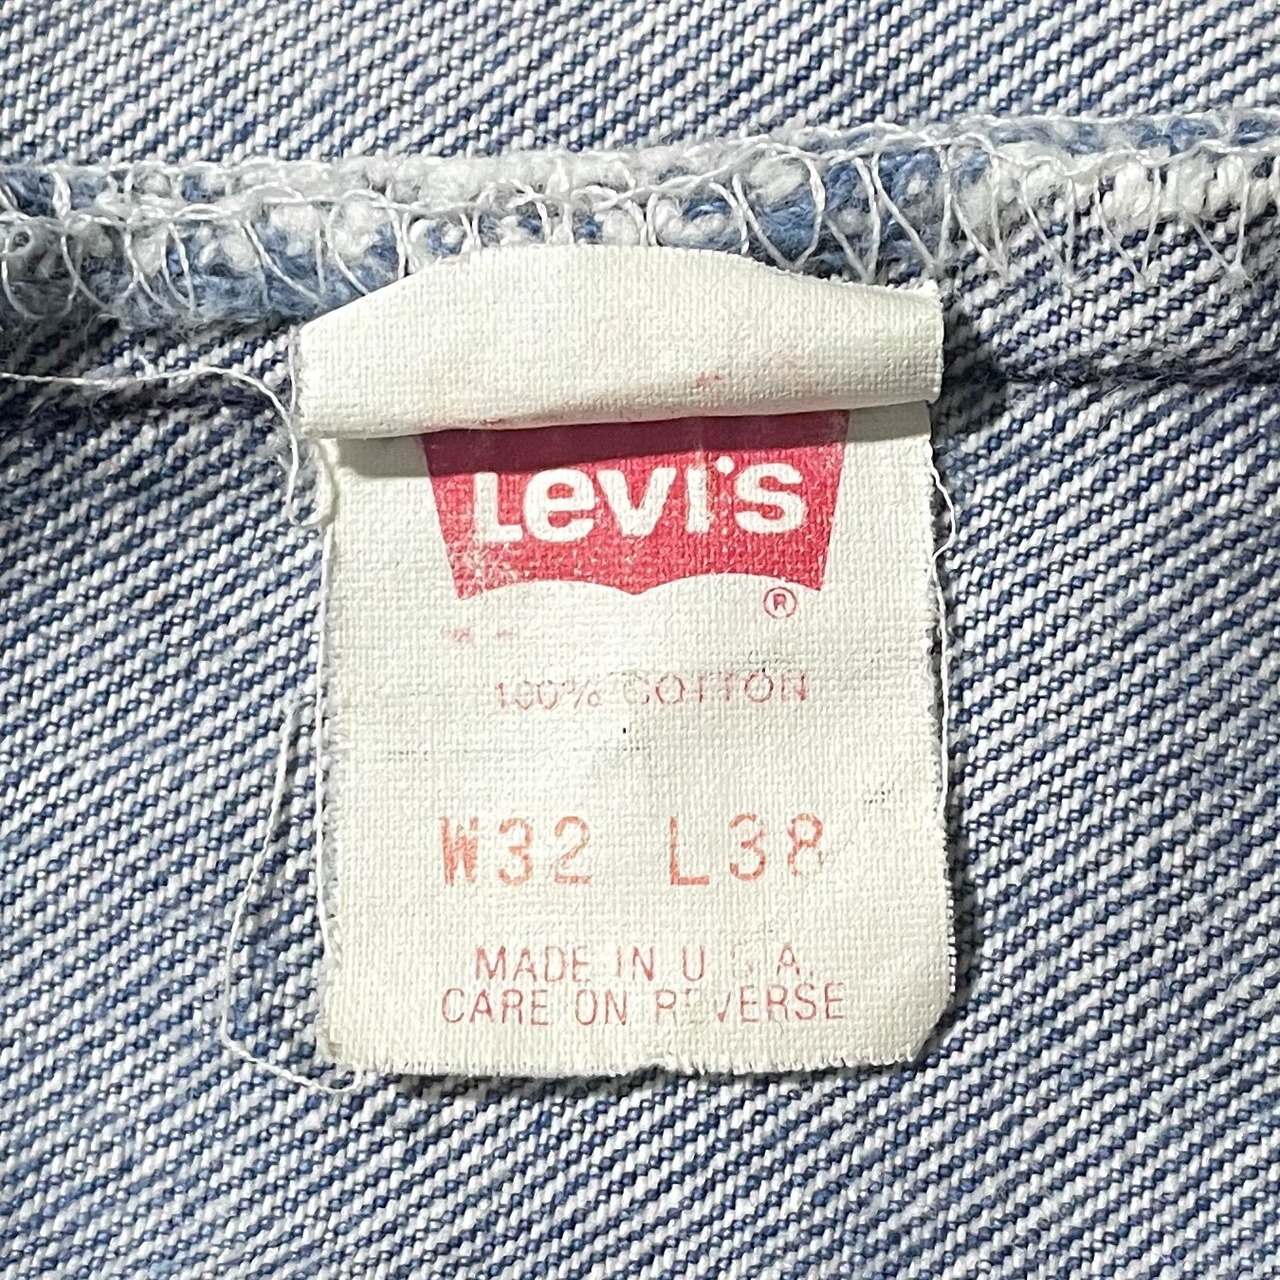 Levi's
®
100% COTTON
W32 L38
MADE IN U.S.A.
CARE ON REVERSE